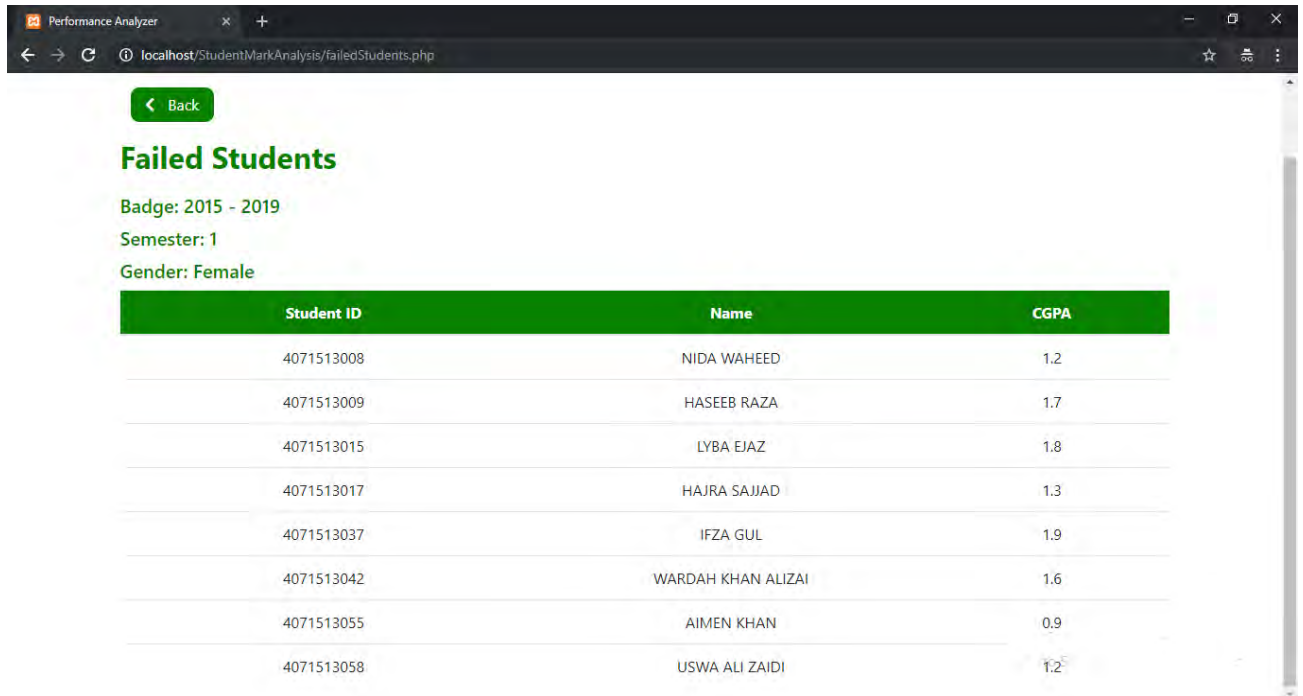 Performance Analyzer
localhost/StudentMarkAnalysis/failedStudents.php
Back
Failed Students
Badge: 2015 - 2019
Semester: 1
Gender: Female
Student ID Name CGPA
4071513008 NIDA WAHEED 1.2
4071513009 HASEEB RAZA 1.7
4071513015 LYBA EJAZ 1.8
4071513017 HAJRA SAJJAD 1.3
4071513037 IFZA GUL 1.9
4071513042 WARDAH KHAN ALIZAI 1.6
4071513055 AIMEN KHAN 0.9
4071513058 USWA ALI ZAIDI 1.2